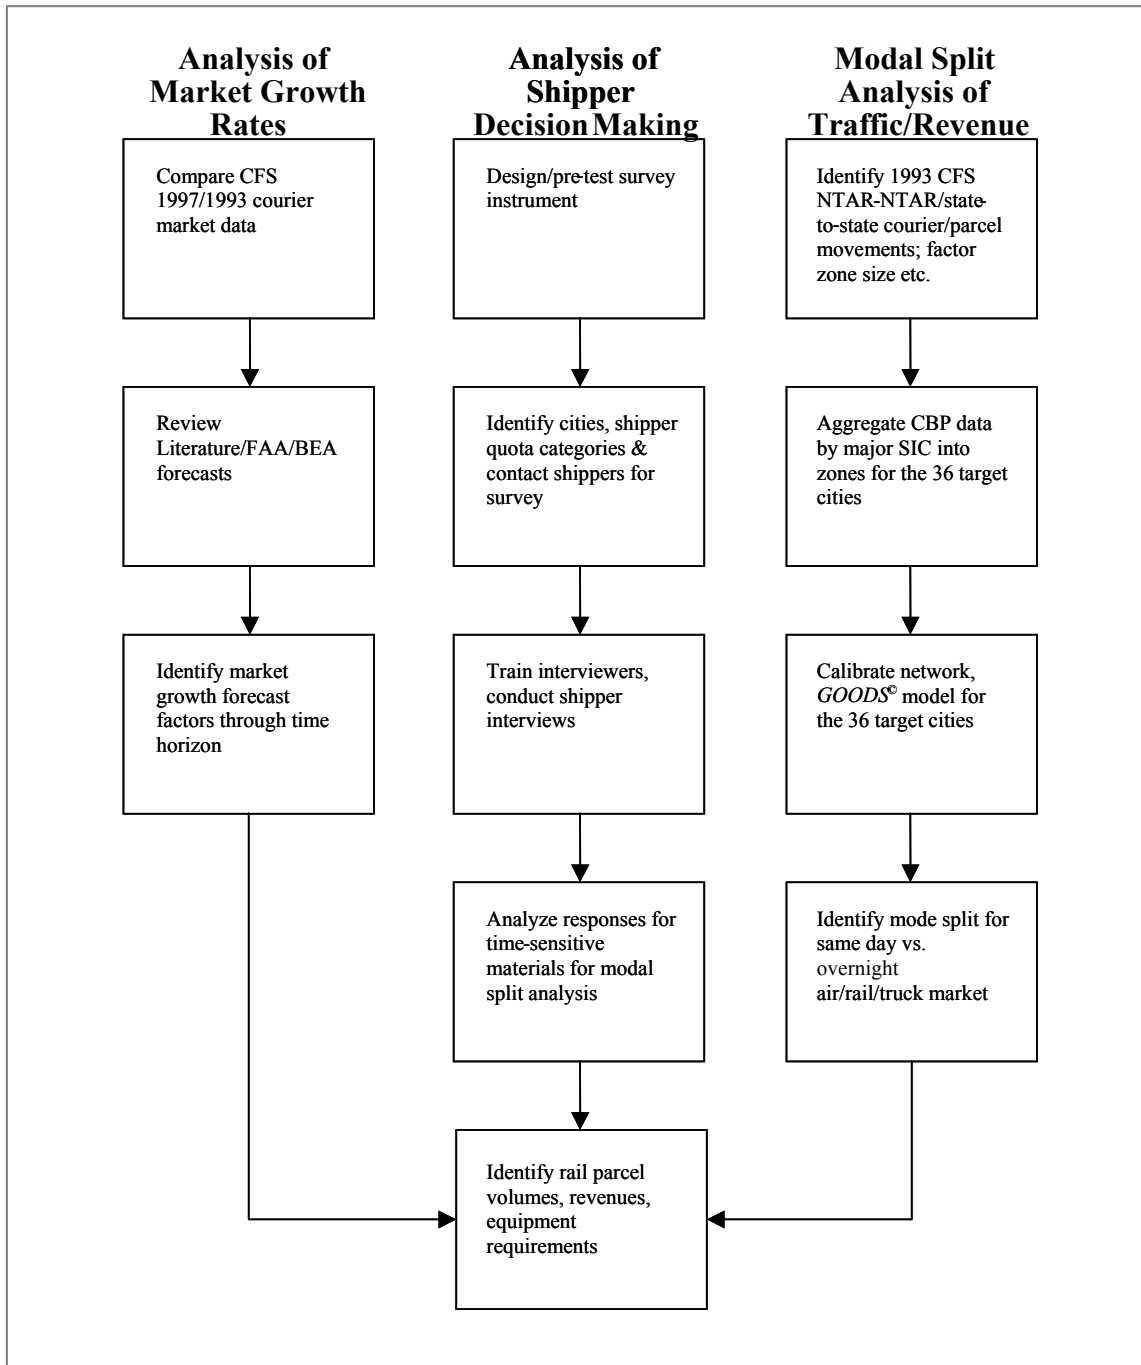 Analysis of
Market Growth
Rates
Analysis of
Shipper
Decision Making
Modal Split
Analysis of
Traffic/Revenue
Compare CFS
1997/1993 courier
market data
Design/pre-test survey
instrument
Identify 1993 CFS
NTAR-NTAR/state-
to-state courier/parcel
movements; factor
zone size etc.
Review
Literature/FAA/BEA
forecasts
Identify cities, shipper
quota categories &
contact shippers for
survey
Aggregate CBP data
by major SIC into
zones for the 36 target
cities
Identify market
growth forecast
factors through time
horizon
Train interviewers,
conduct shipper
interviews
Calibrate network,
GOODS© model for
the 36 target cities
Analyze responses for
time-sensitive
materials for modal
split analysis
Identify mode split for
same day vs.
overnight
air/rail/truck market
Identify rail parcel
volumes, revenues,
equipment
requirements